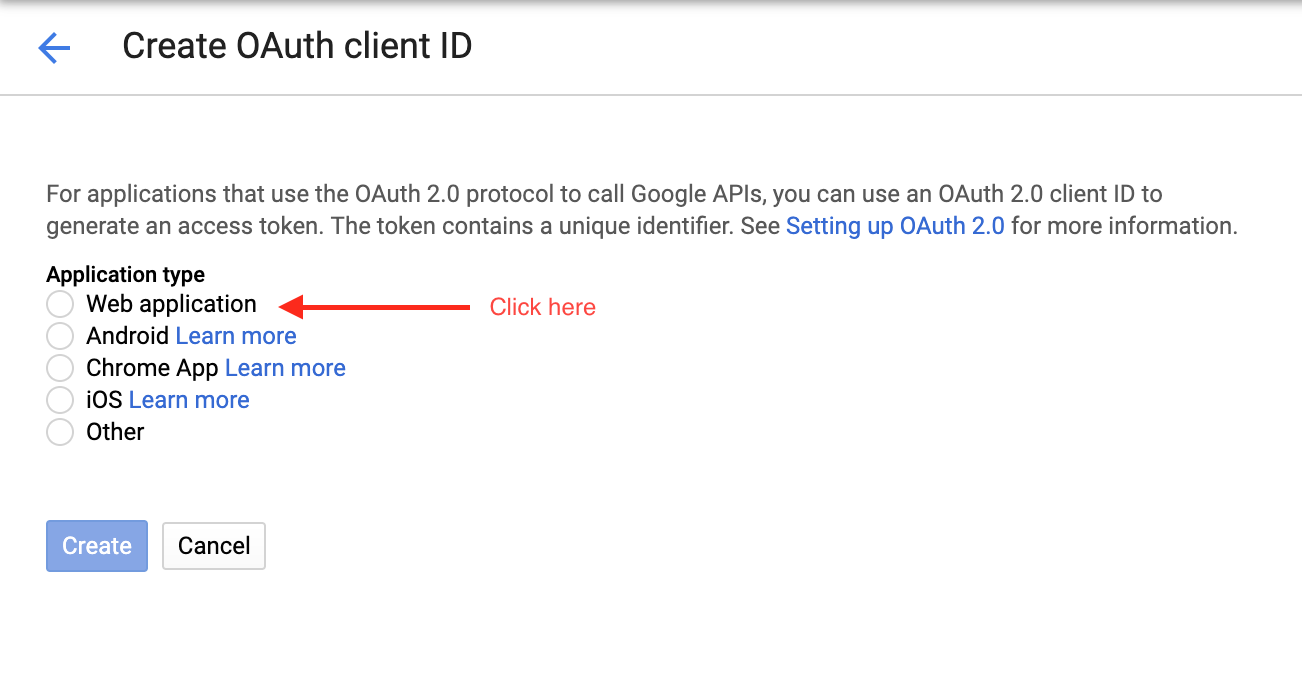 Create OAuth client ID
For applications that use the OAuth 2.0 protocol to call Google APIs, you can use an OAuth 2.0 client ID to
generate an access token. The token contains a unique identifier. See Setting up OAuth 2.0 for more information.
Application type
Web application Click here
Android Learn more
Chrome App Learn more
iOS Learn more
Other
Create Cancel